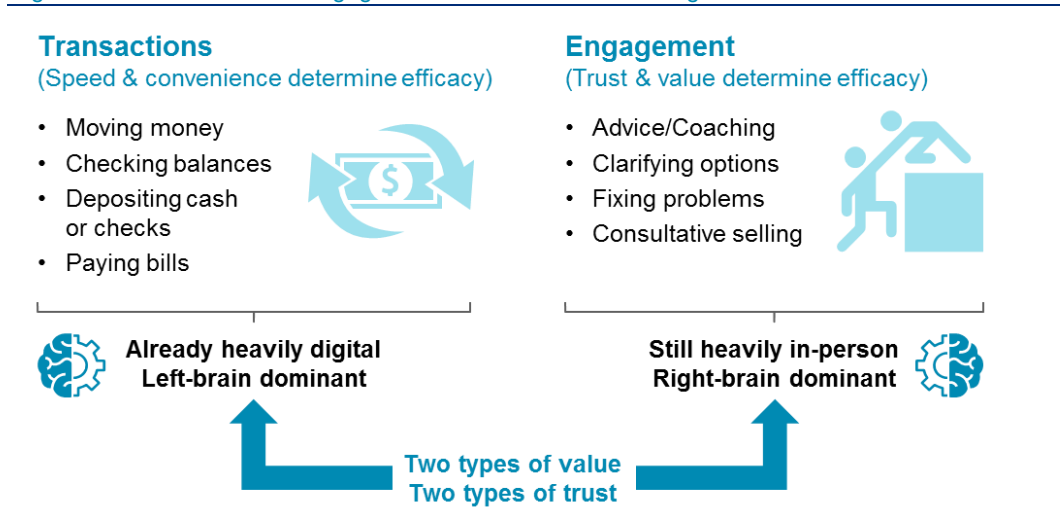 Transactions
(Speed & convenience determine efficacy)
• Moving money
• Checking balances
• Depositing cash
or checks
• Paying bills
$
Already heavily digital
Left-brain dominant
Engagement
(Trust & value determine efficacy)
• Advice/Coaching
• Clarifying options
• Fixing problems
• Consultative selling
Still heavily in-person
Right-brain dominant
Two types of value
Two types of trust